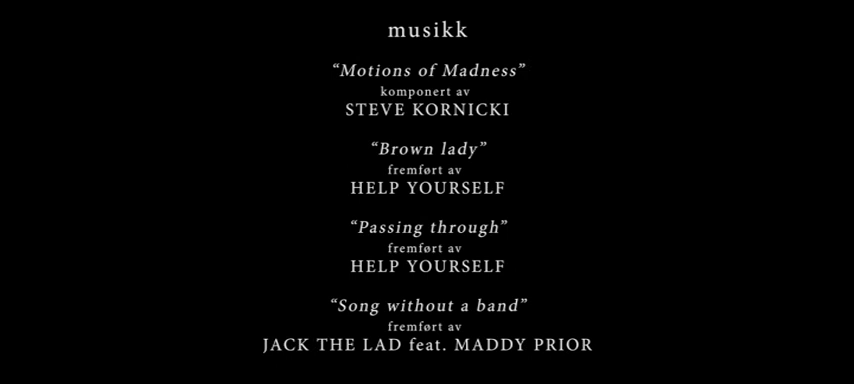 musikk
“Motions of Madness”
komponert av
STEVE KORNICKI
“Brown lady”
fremført av
HELP YOURSELF
“Passing through”
fremført av
HELP YOURSELF
“Song without a band”
fremført av
JACK THE LAD feat. MADDY PRIOR